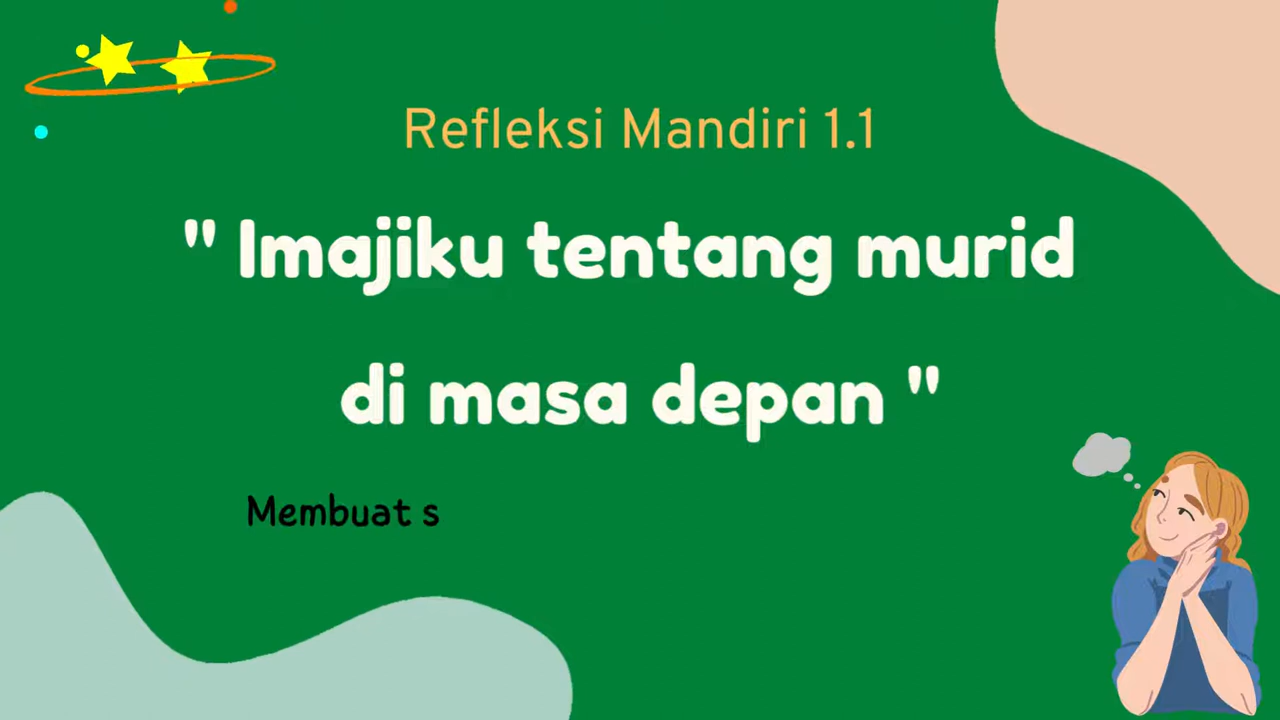 Refleksi Mandiri 1.1
" Imajiku tentang murid
di masa depan "
Membuat s